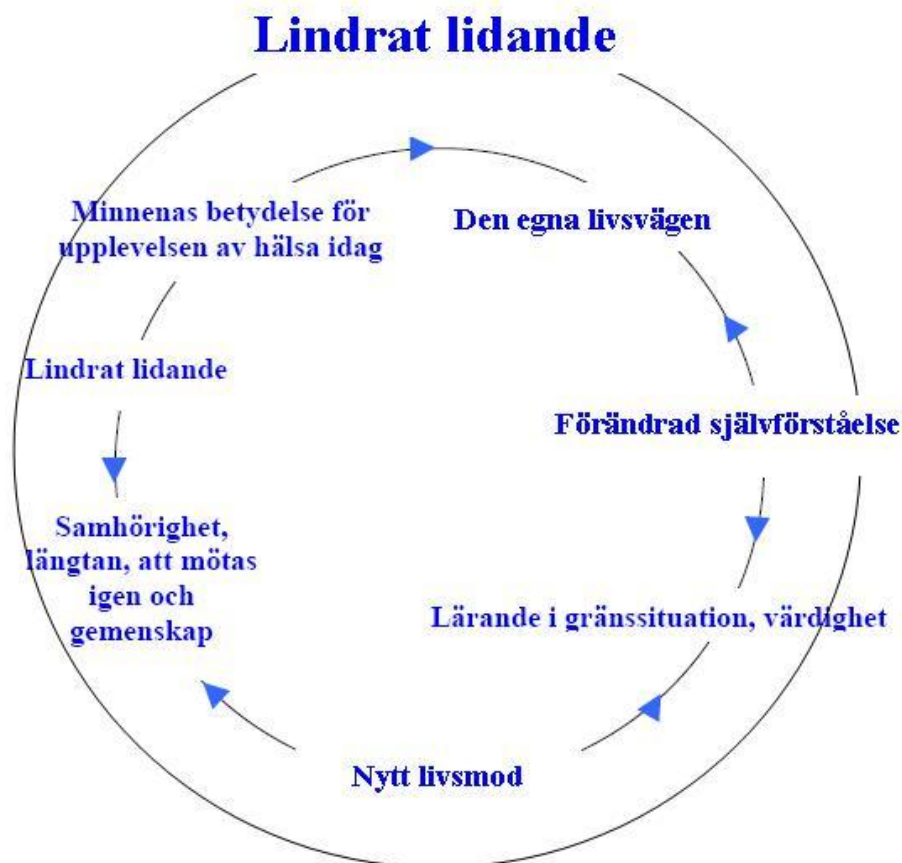 Lindrat lidande
Minnenas betydelse för
upplevelsen av hälsa idag
Den egna livsvägen
Lindrat lidande
Förändrad självförståelse
Samhörighet,
längtan, att mötas
igen och
gemenskap
Lärande i gränssituation, värdighet
Nytt livsmod